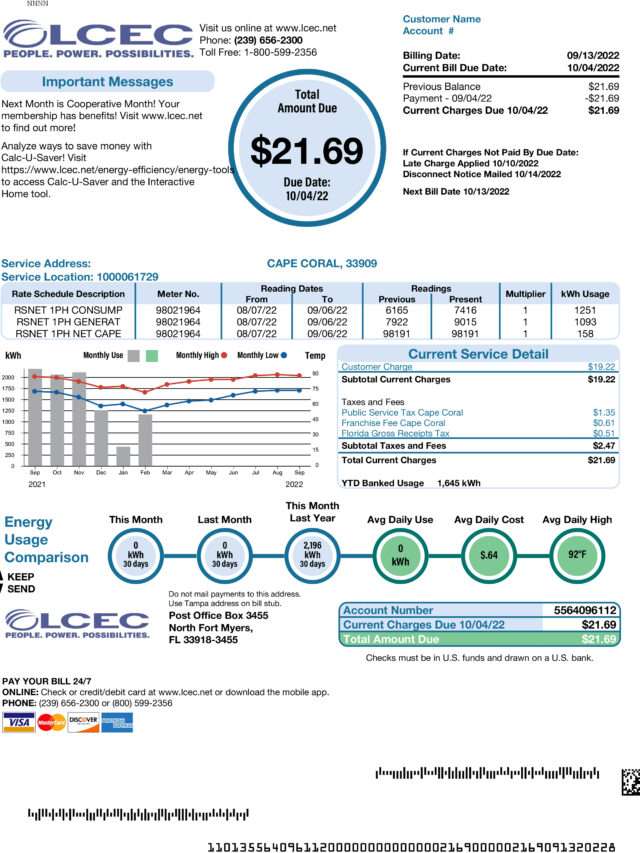 NNNN
LCEC
PEOPLE. POWER. POSSIBILITIES.
Visit us online at www.lcec.net
Phone: (239) 656-2300
Toll Free: 1-800-599-2356
Customer Name
Account #
Billing Date: 09/13/2022
Current Bill Due Date: 10/04/2022
Previous Balance $21.69
Payment - 09/04/22 -$21.69
Current Charges Due 10/04/22 $21.69
If Current Charges Not Paid By Due Date:
Late Charge Applied 10/10/2022
Disconnect Notice Mailed 10/14/2022
Next Bill Date 10/13/2022
Important Messages
Next Month is Cooperative Month! Your
membership has benefits! Visit www.lcec.net
to find out more!
Analyze ways to save money with
Calc-U-Saver! Visit
https://www.lcec.net/energy-efficiency/energy-tools
to access Calc-U-Saver and the Interactive
Home tool.
Total
Amount Due
$21.69
Due Date:
10/04/22
Service Address: CAPE CORAL, 33909
Service Location: 1000061729
Rate Schedule Description Meter No. Reading Dates Readings Multiplier kWh Usage
From To Previous Present
RSNET 1PH CONSUMP 98021964 08/07/22 09/06/22 6165 7416 1 1251
RSNET 1PH GENERAT 98021964 08/07/22 09/06/22 7922 9015 1 1093
RSNET 1PH NET CAPE 98021964 08/07/22 09/06/22 98191 98191 1 158
kWh Monthly Use Monthly High Monthly Low Temp
2000 90
1750 75
1500
1250 60
1000 45
750
500 30
250 15
0 0
Sep Oct Nov Dec Jan Feb Mar Apr May Jun Jul Aug Sep
2021 2022
Current Service Detail
Customer Charge $19.22
Subtotal Current Charges $19.22
Taxes and Fees
Public Service Tax Cape Coral $1.35
Franchise Fee Cape Coral $0.61
Florida Gross Receipts Tax $0.51
Subtotal Taxes and Fees $2.47
Total Current Charges $21.69
YTD Banked Usage 1,645 kWh
Energy
Usage
Comparison
This Month
0
kWh
30 days
Last Month
0
kWh
30 days
This Month
Last Year
2,196
kWh
30 days
Avg Daily Use
0
kWh
Avg Daily Cost
$.64
Avg Daily High
92°F
KEEP
SEND
LCEC
PEOPLE. POWER. POSSIBILITIES.
Do not mail payments to this address.
Use Tampa address on bill stub.
Post Office Box 3455
North Fort Myers,
FL 33918-3455
Account Number 5564096112
Current Charges Due 10/04/22 $21.69
Total Amount Due $21.69
Checks must be in U.S. funds and drawn on a U.S. bank.
PAY YOUR BILL 24/7
ONLINE: Check or credit/debit card at www.lcec.net or download the mobile app.
PHONE: (239) 656-2300 or (800) 599-2356
VISA MasterCard DISCOVER AMERICAN EXPRESS